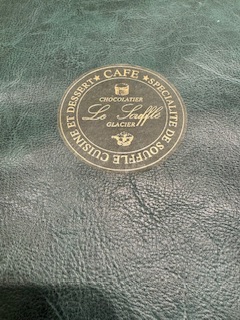 ★ CAFE ★
SPECIALITE DE SOUFFLE CUISINE ET DESSERT
CHOCOLATIER
Le Soufflé
GLACIER